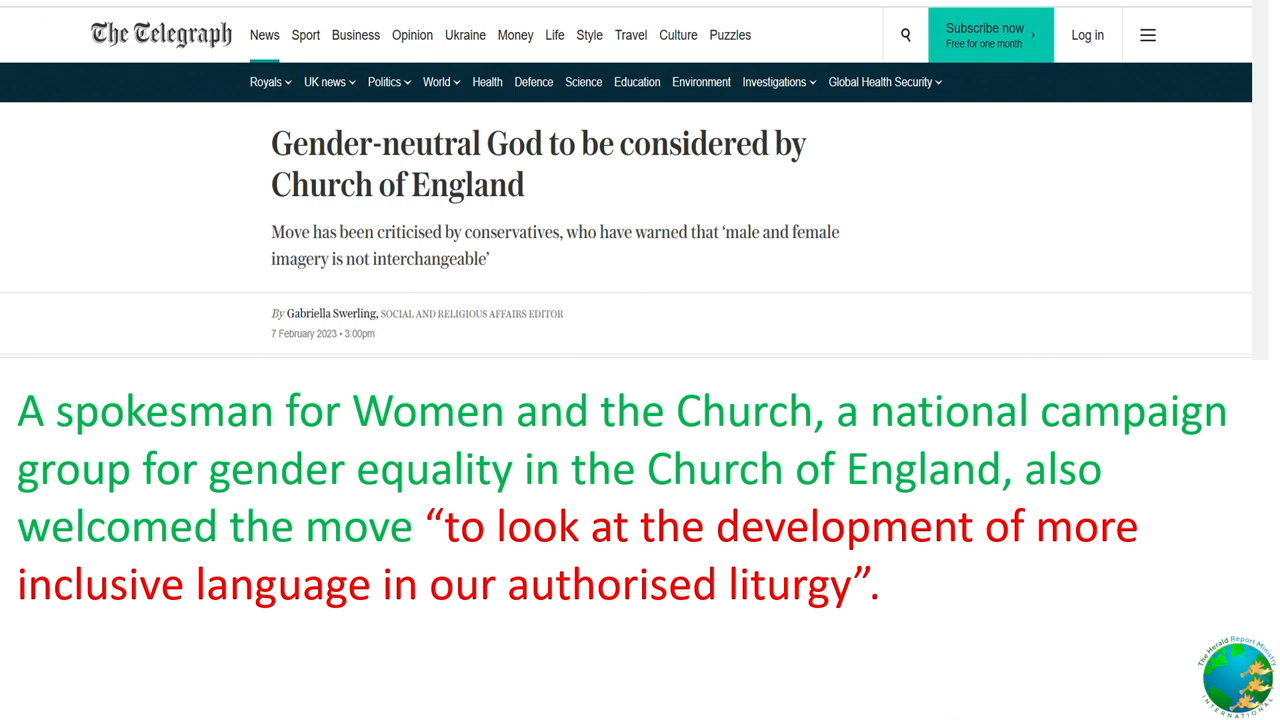 The Telegraph News Sport Business Opinion Ukraine Money Life Style Travel Culture Puzzles Subscribe now Free for one month Log in
Royals UK news Politics World Health Defence Science Education Environment Investigations Global Health Security
Gender-neutral God to be considered by
Church of England
Move has been criticised by conservatives, who have warned that ‘male and female
imagery is not interchangeable’
By Gabriella Swerling, SOCIAL AND RELIGIOUS AFFAIRS EDITOR
7 February 2023 • 3:00pm
A spokesman for Women and the Church, a national campaign
group for gender equality in the Church of England, also
welcomed the move “to look at the development of more
inclusive language in our authorised liturgy”.
The Herald Report Ministry
INTERNATIONAL